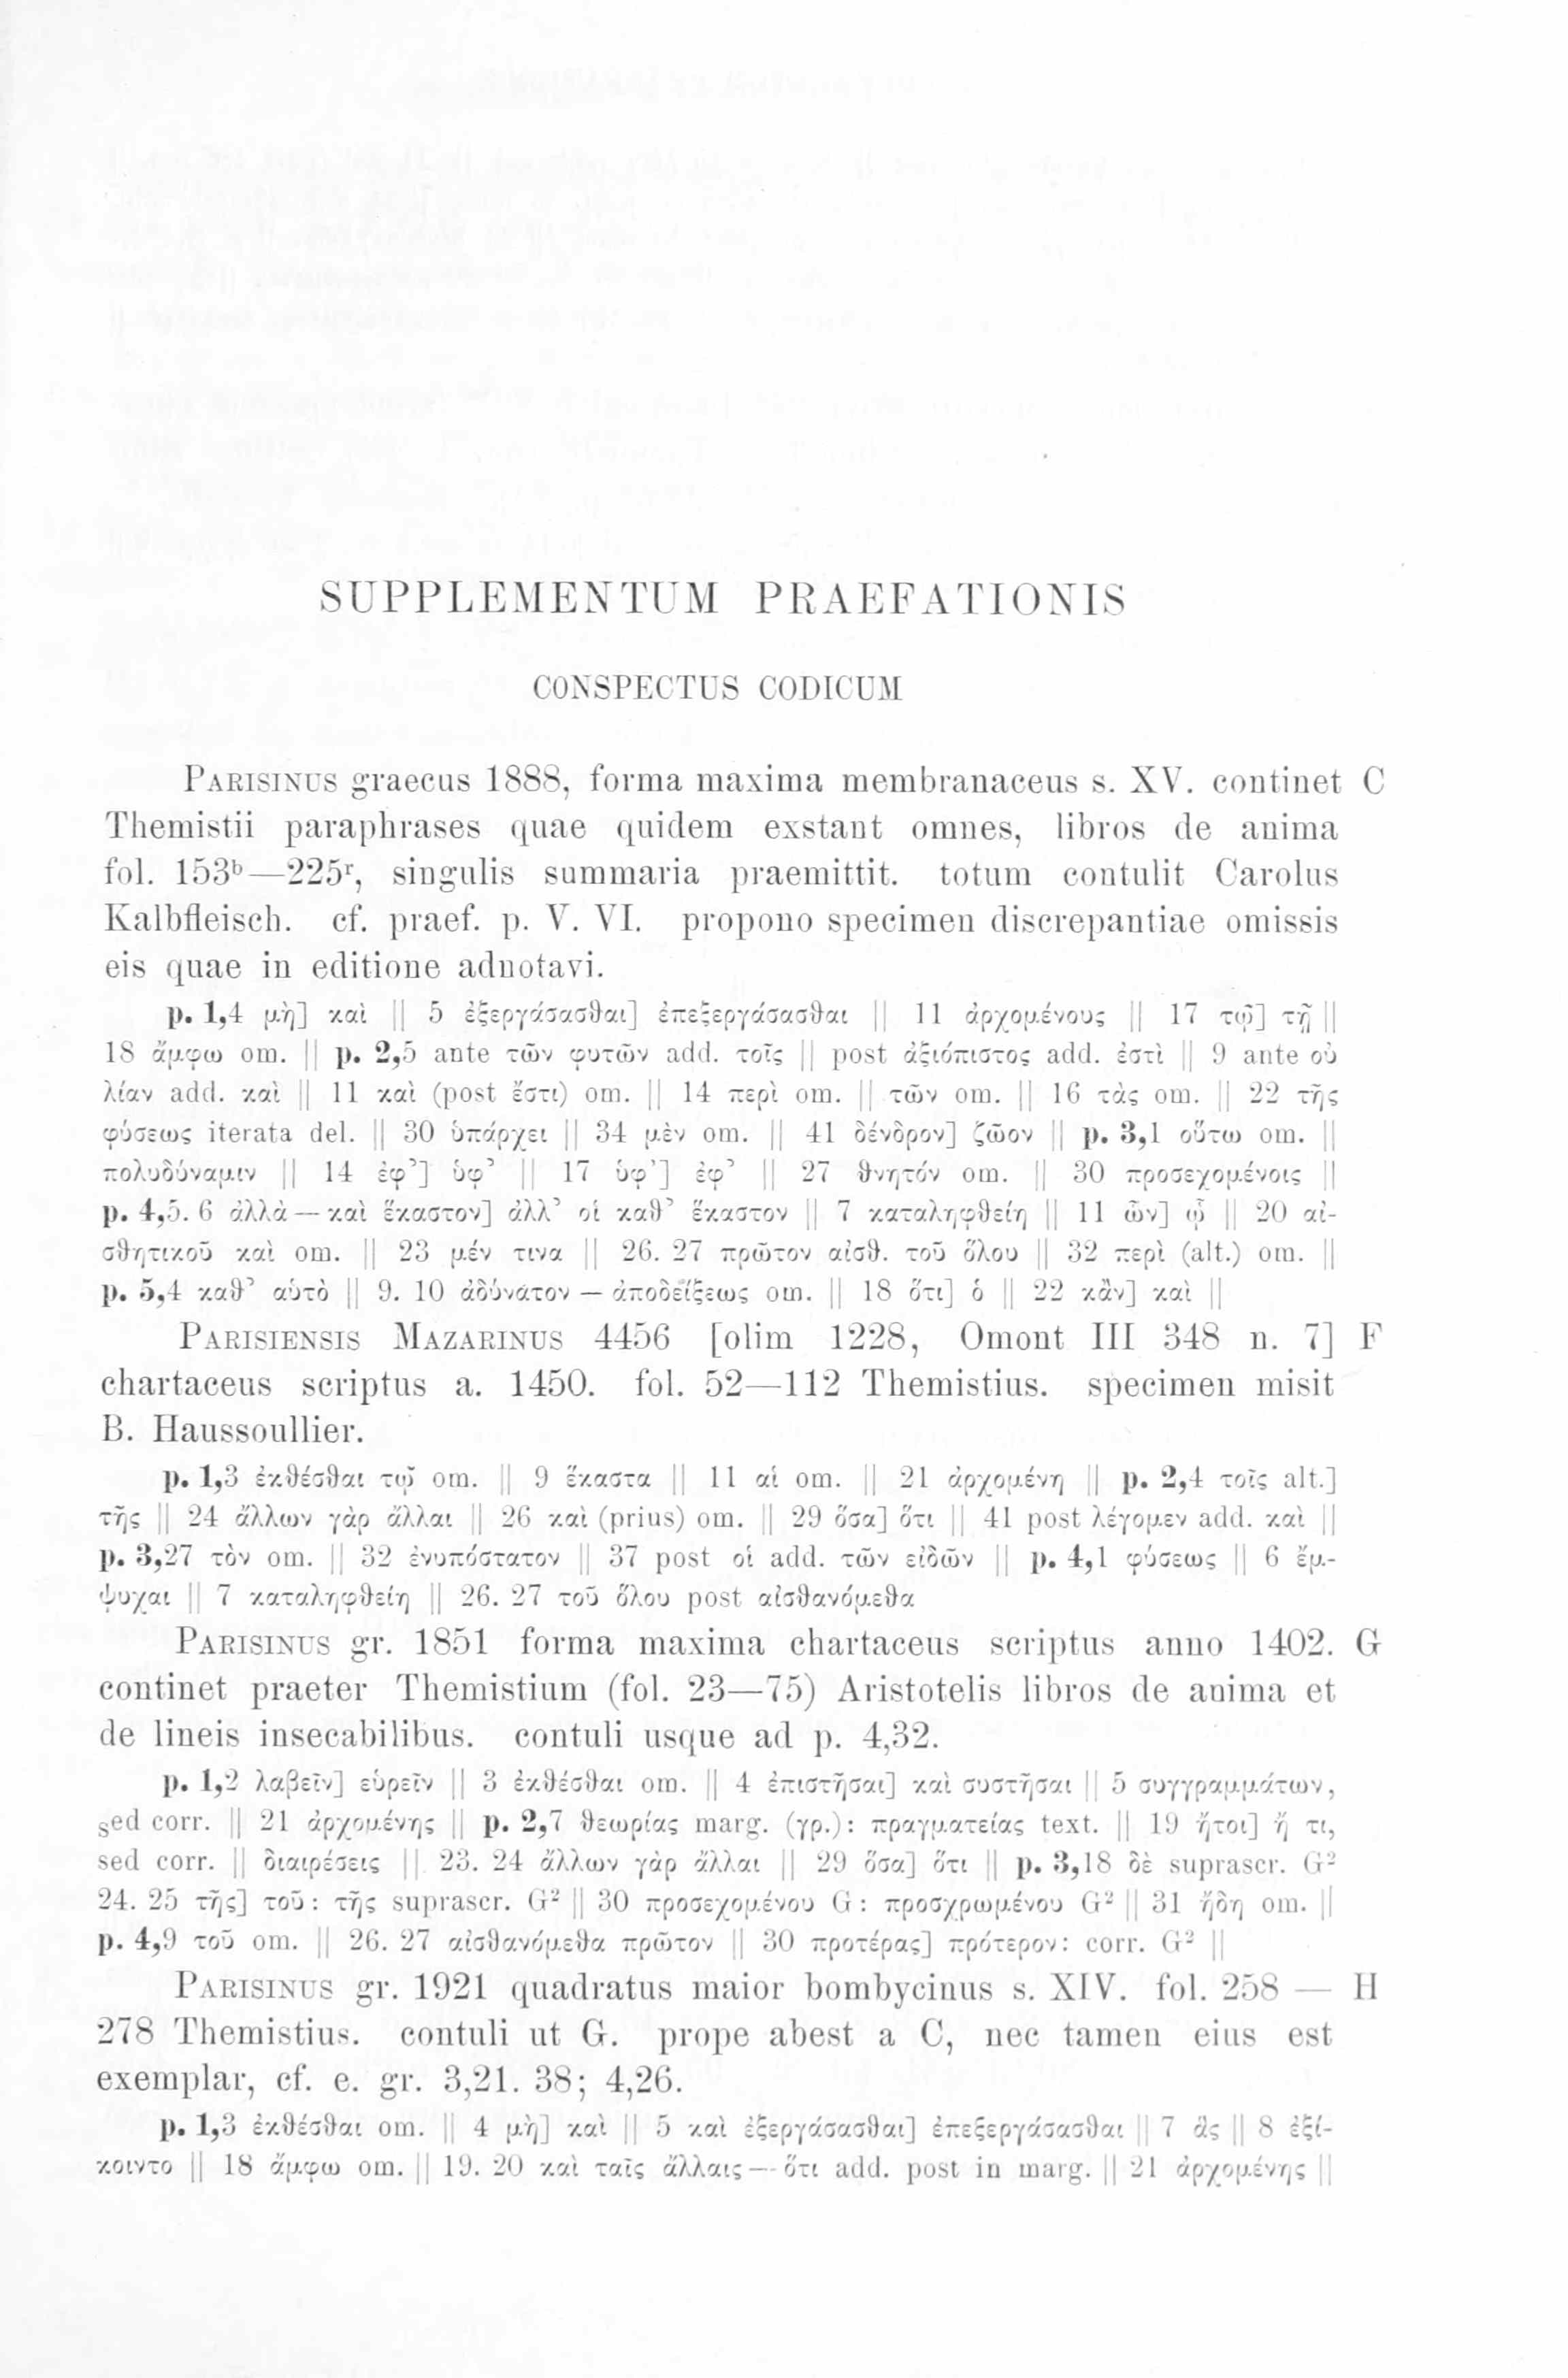 SUPPLEMENTUM PRAEFATIONIS
CONSPECTUS CODICUM
PARISINUS graecus 1888, forma maxima membranaceus s. XV. continet C
Themistii paraphrases quae quidem exstant omnes, libros de anima
fol. 153ᵇ—225ʳ, singulis summaria praemittit. totum contulit Carolus
Kalbfleisch. cf. praef. p. V. VI. propono specimen discrepantiae omissis
eis quae in editione adnotavi.
p. 1,4 μὴ] καὶ || 5 ἐξεργάσασθαι] ἐπεξεργάσασθαι || 11 ἀρχομένους || 17 τῷ] τῇ ||
18 ἄμφω om. || p. 2,5 ante τῶν φυτῶν add. τοῖς || post ἀξιόπιστος add. ἐστὶ || 9 ante οὐ
λίαν add. καὶ || 11 καὶ (post ἔστι) om. || 14 περὶ om. || τῶν om. || 16 τὰς om. || 22 τῆς
φύσεως iterata del. || 30 ὑπάρχει || 34 μὲν om. || 41 δένδρον] ζῶον || p. 3,1 οὕτω om. ||
πολυδύναμιν || 14 ἐφ’] ὑφ’ || 17 ὑφ’] ἐφ’ || 27 θνητόν om. || 30 προσεχομένοις ||
p. 4,5. 6 ἀλλὰ — καὶ ἕκαστον] ἀλλ’ οἱ καθ’ ἕκαστον || 7 καταληφθείη || 11 ὧν] ᾧ || 20 αἰ-
σθητικοῦ καὶ om. || 23 μέν τινα || 26. 27 πρῶτον αἰσθ. τοῦ ὅλου || 32 περὶ (alt.) om. ||
p. 5,4 καθ’ αὑτὸ || 9. 10 ἀδύνατον — ἀποδείξεως om. || 18 ὅτι] ὁ || 22 κἂν] καὶ ||
PARISIENSIS MAZARINUS 4456 [olim 1228, Omont III 348 n. 7] F
chartaceus scriptus a. 1450. fol. 52—112 Themistius. specimen misit
B. Haussoullier.
p. 1,3 ἐκθέσθαι τῷ om. || 9 ἕκαστα || 11 αἱ om. || 21 ἀρχομένη || p. 2,4 τοῖς alt.]
τῆς || 24 ἄλλων γὰρ ἄλλαι || 26 καὶ (prius) om. || 29 ὅσα] ὅτι || 41 post λέγομεν add. καὶ ||
p. 3,27 τὸν om. || 32 ἐνυπόστατον || 37 post οἱ add. τῶν εἰδῶν || p. 4,1 φύσεως || 6 ἔμ-
ψυχαι || 7 καταληφθείη || 26. 27 τοῦ ὅλου post αἰσθανόμεθα
PARISINUS gr. 1851 forma maxima chartaceus scriptus anno 1402. G
continet praeter Themistium (fol. 23—75) Aristotelis libros de anima et
de lineis insecabilibus. contuli usque ad p. 4,32.
p. 1,2 λαβεῖν] εὑρεῖν || 3 ἐκθέσθαι om. || 4 ἐπιστῆσαι] καὶ συστῆσαι || 5 συγγραμμάτων,
sed corr. || 21 ἀρχομένης || p. 2,7 θεωρίας marg. (γρ.): πραγματείας text. || 19 ἤτοι] ἤ τι,
sed corr. || διαιρέσεις || 23. 24 ἄλλων γὰρ ἄλλαι || 29 ὅσα] ὅτι || p. 3,18 δὲ suprascr. G²
24. 25 τῆς] τοῦ: τῆς suprascr. G² || 30 προσεχομένου G: προσχρωμένου G² || 31 ἤδη om. ||
p. 4,9 τοῦ om. || 26. 27 αἰσθανόμεθα πρῶτον || 30 προτέρας] πρότερον: corr. G² ||
PARISINUS gr. 1921 quadratus maior bombycinus s. XIV. fol. 258 — H
278 Themistius. contuli ut G. prope abest a C, nec tamen eius est
exemplar, cf. e. gr. 3,21. 38; 4,26.
p. 1,3 ἐκθέσθαι om. || 4 μὴ] καὶ || 5 καὶ ἐξεργάσασθαι] ἐπεξεργάσασθαι || 7 ἃς || 8 ἐξί-
κοιντο || 18 ἄμφω om. || 19. 20 καὶ ταῖς ἄλλαις — ὅτι add. post in marg. || 21 ἀρχομένης ||